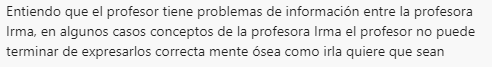 Entiendo que el profesor tiene problemas de información entre la profesora
Irma, en algunos casos conceptos de la profesora Irma el profesor no puede
terminar de expresarlos correcta mente ósea como irla quiere que sean